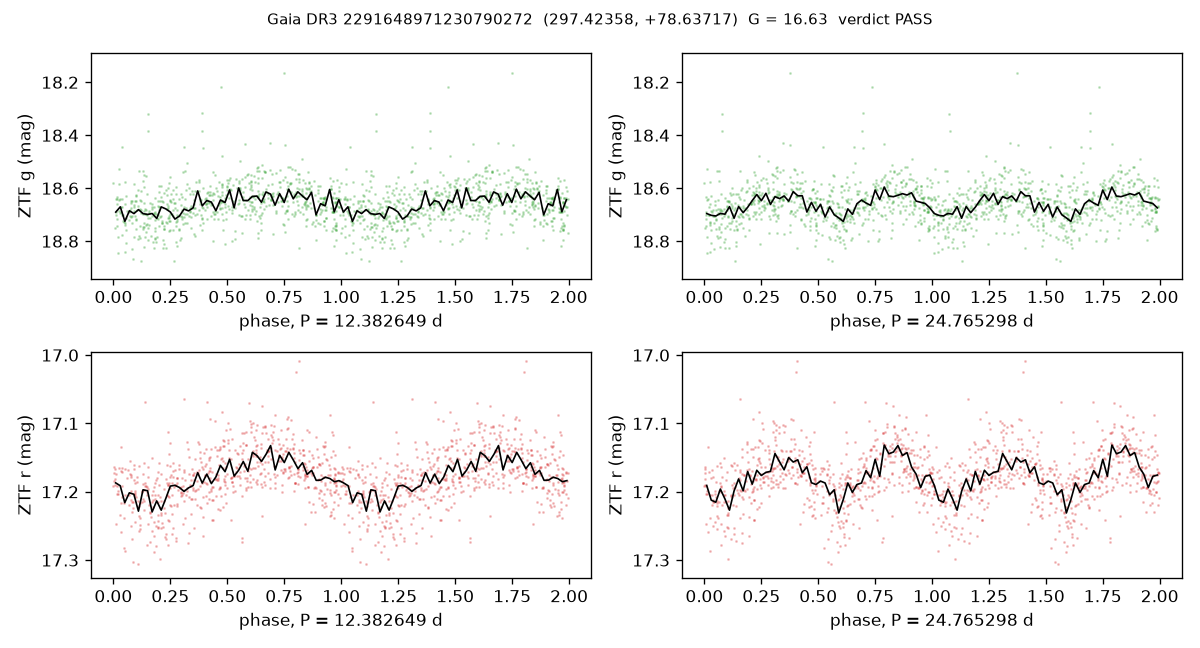 Gaia DR3 2291648971230790272 (297.42358, +78.63717) G = 16.63 verdict PASS
ZTF g (mag)
18.2
18.4
18.6
18.8
0.00 0.25 0.50 0.75 1.00 1.25 1.50 1.75 2.00
phase, P = 12.382649 d
ZTF g (mag)
18.2
18.4
18.6
18.8
0.00 0.25 0.50 0.75 1.00 1.25 1.50 1.75 2.00
phase, P = 24.765298 d
ZTF r (mag)
17.0
17.1
17.2
17.3
0.00 0.25 0.50 0.75 1.00 1.25 1.50 1.75 2.00
phase, P = 12.382649 d
ZTF r (mag)
17.0
17.1
17.2
17.3
0.00 0.25 0.50 0.75 1.00 1.25 1.50 1.75 2.00
phase, P = 24.765298 d